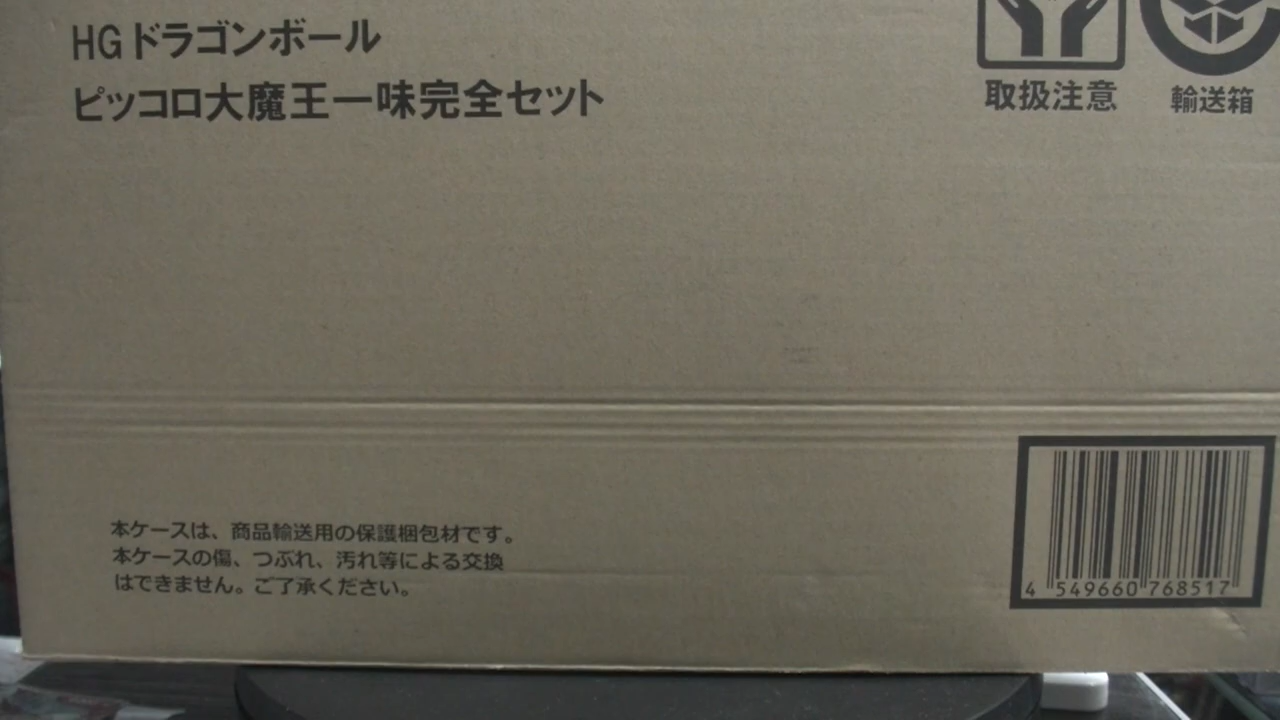 HGドラゴンボール
ピッコロ大魔王一味完全セット
取扱注意
輸送箱
本ケースは、商品輸送用の保護梱包材です。
本ケースの傷、つぶれ、汚れ等による交換
はできません。ご了承ください。
4 549660 768517